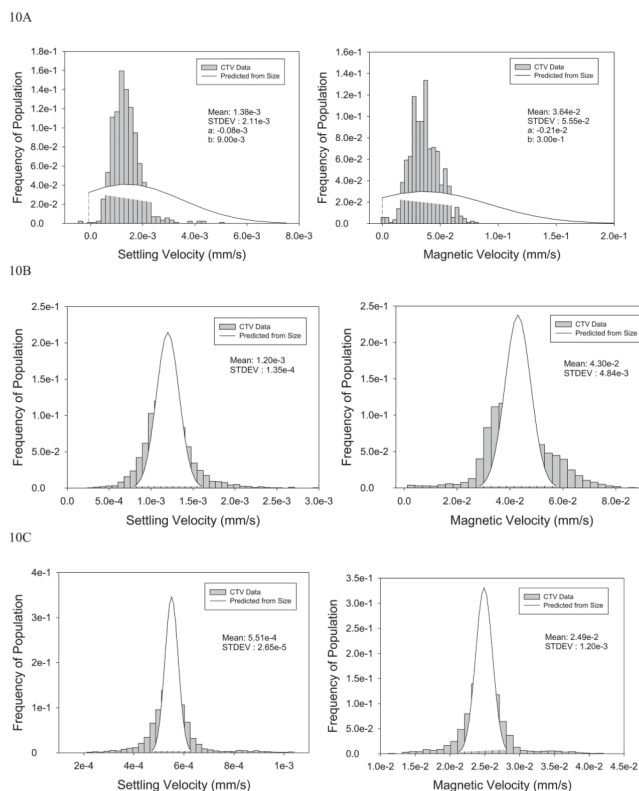 10A
1.8e-1
1.6e-1
1.4e-1
1.2e-1
1.0e-1
8.0e-2
6.0e-2
4.0e-2
2.0e-2
0.0
Frequency of Population
CTV Data
Predicted from Size
Mean: 1.38e-3
STDEV : 2.11e-3
a: -0.08e-3
b: 9.00e-3
0.0 2.0e-3 4.0e-3 6.0e-3 8.0e-3
Settling Velocity (mm/s)
1.6e-1
1.4e-1
1.2e-1
1.0e-1
8.0e-2
6.0e-2
4.0e-2
2.0e-2
0.0
Frequency of Population
CTV Data
Predicted from Size
Mean: 3.64e-2
STDEV : 5.55e-2
a: -0.21e-2
b: 3.00e-1
0.0 5.0e-2 1.0e-1 1.5e-1 2.0e-1
Magnetic Velocity (mm/s)
10B
2.5e-1
2.0e-1
1.5e-1
1.0e-1
5.0e-2
0.0
Frequency of Population
CTV Data
Predicted from Size
Mean: 1.20e-3
STDEV : 1.35e-4
0.0 5.0e-4 1.0e-3 1.5e-3 2.0e-3 2.5e-3 3.0e-3
Settling Velocity (mm/s)
2.5e-1
2.0e-1
1.5e-1
1.0e-1
5.0e-2
0.0
Frequency of Population
CTV Data
Predicted from Size
Mean: 4.30e-2
STDEV : 4.84e-3
0.0 2.0e-2 4.0e-2 6.0e-2 8.0e-2
Magnetic Velocity (mm/s)
10C
4e-1
3e-1
2e-1
1e-1
0
Frequency of Population
CTV Data
Predicted from Size
Mean: 5.51e-4
STDEV : 2.65e-5
2e-4 4e-4 6e-4 8e-4 1e-3
Settling Velocity (mm/s)
3.5e-1
3.0e-1
2.5e-1
2.0e-1
1.5e-1
1.0e-1
5.0e-2
0.0
Frequency of Population
CTV Data
Predicted from Size
Mean: 2.49e-2
STDEV : 1.20e-3
1.0e-2 1.5e-2 2.0e-2 2.5e-2 3.0e-2 3.5e-2 4.0e-2 4.5e-2
Magnetic Velocity (mm/s)